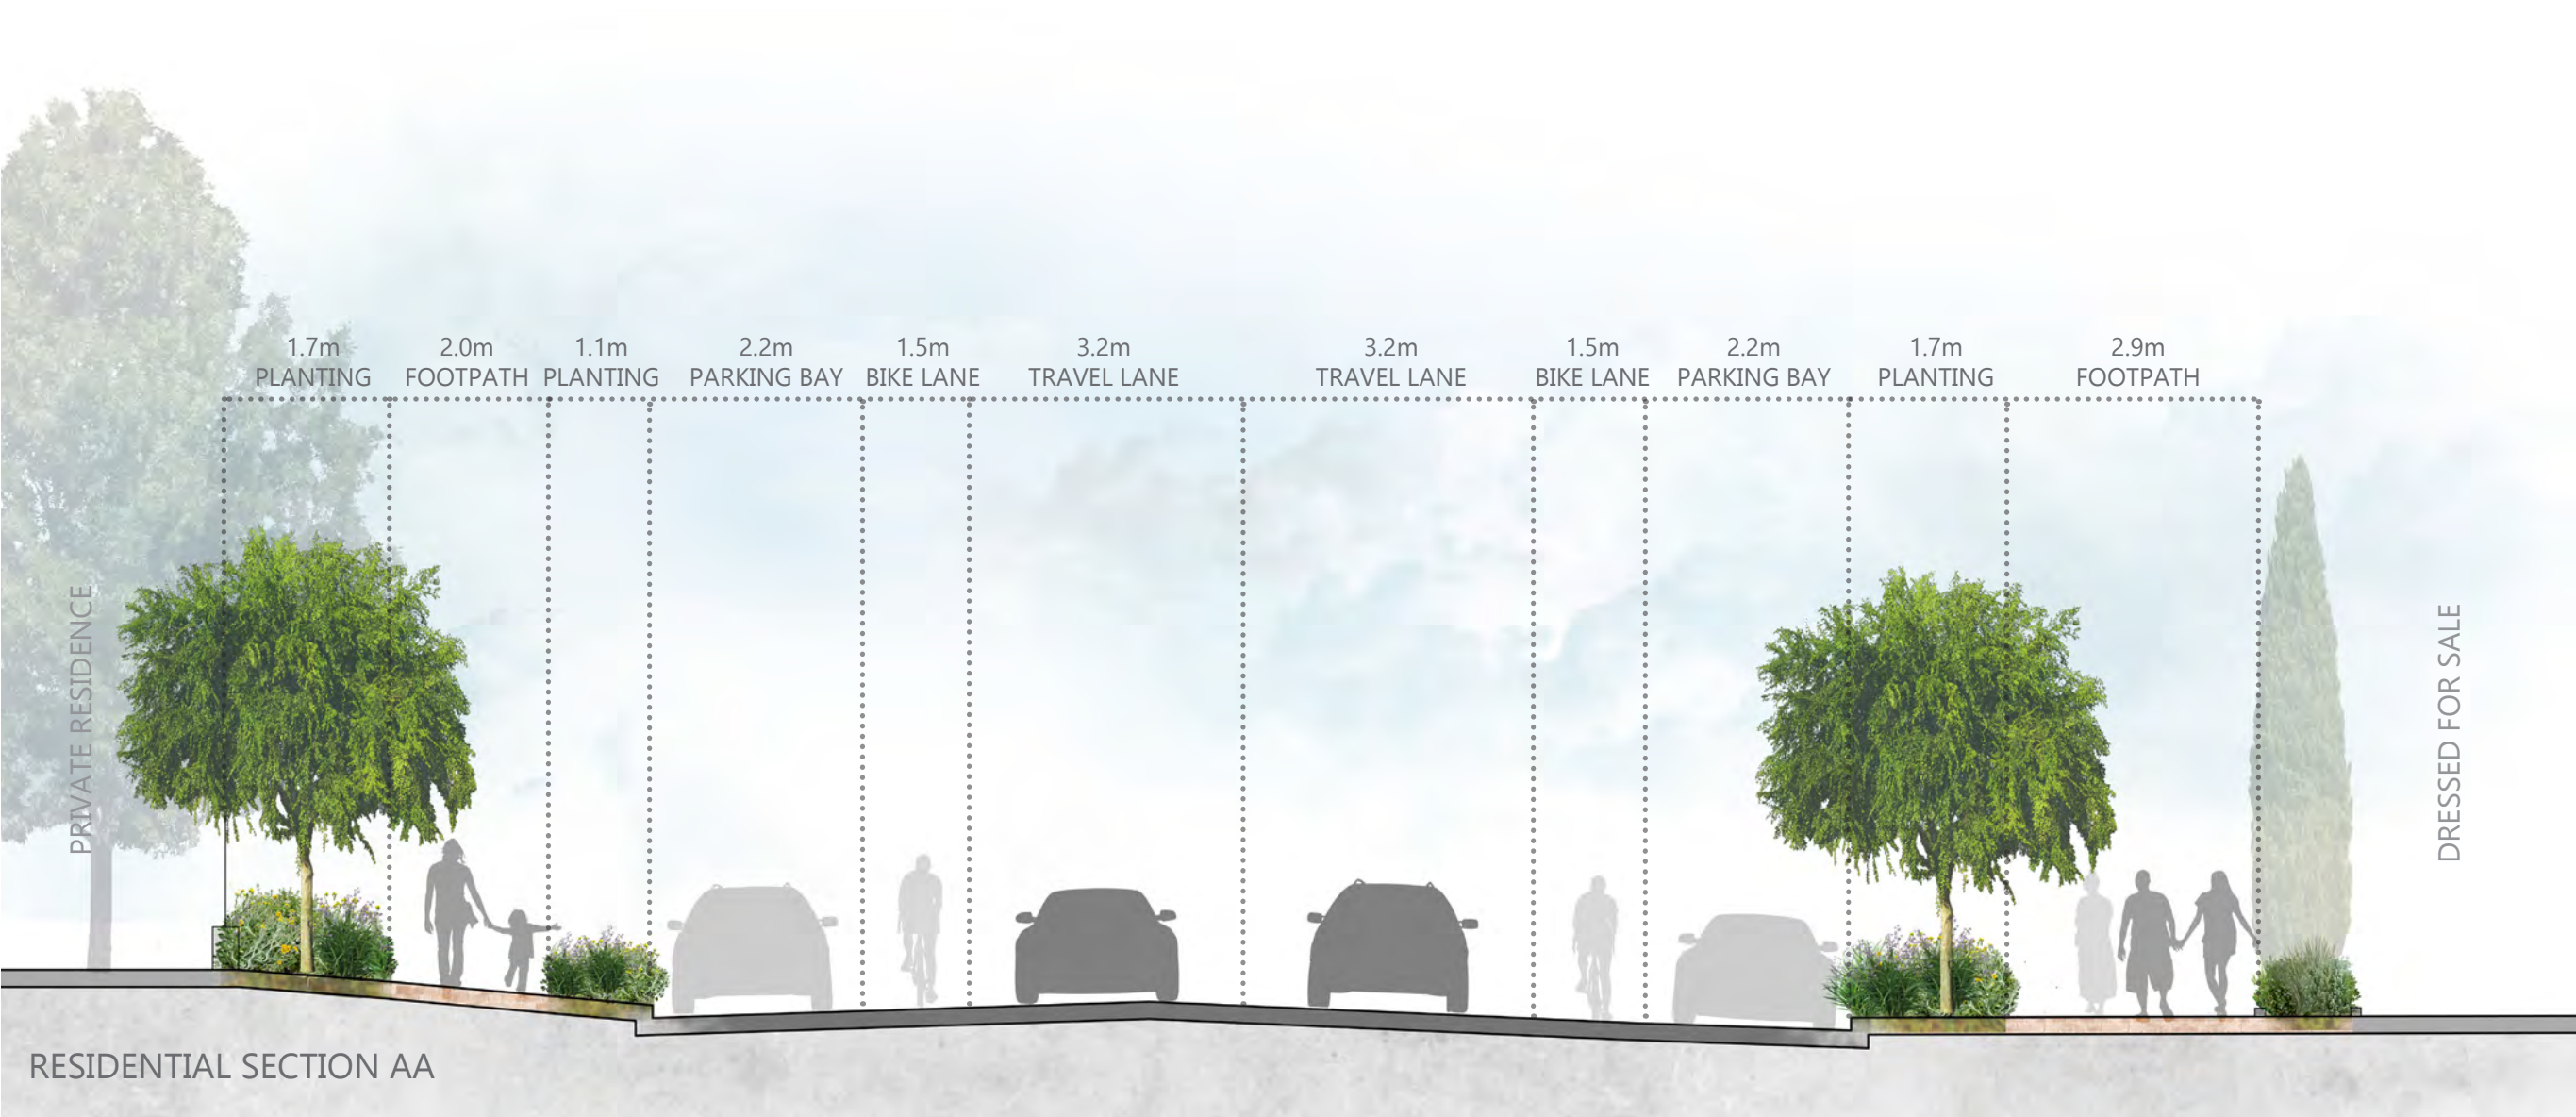 1.7m
PLANTING
2.0m
FOOTPATH
1.1m
PLANTING
2.2m
PARKING BAY
1.5m
BIKE LANE
3.2m
TRAVEL LANE
3.2m
TRAVEL LANE
1.5m
BIKE LANE
2.2m
PARKING BAY
1.7m
PLANTING
2.9m
FOOTPATH
PRIVATE RESIDENCE
DRESSED FOR SALE
RESIDENTIAL SECTION AA